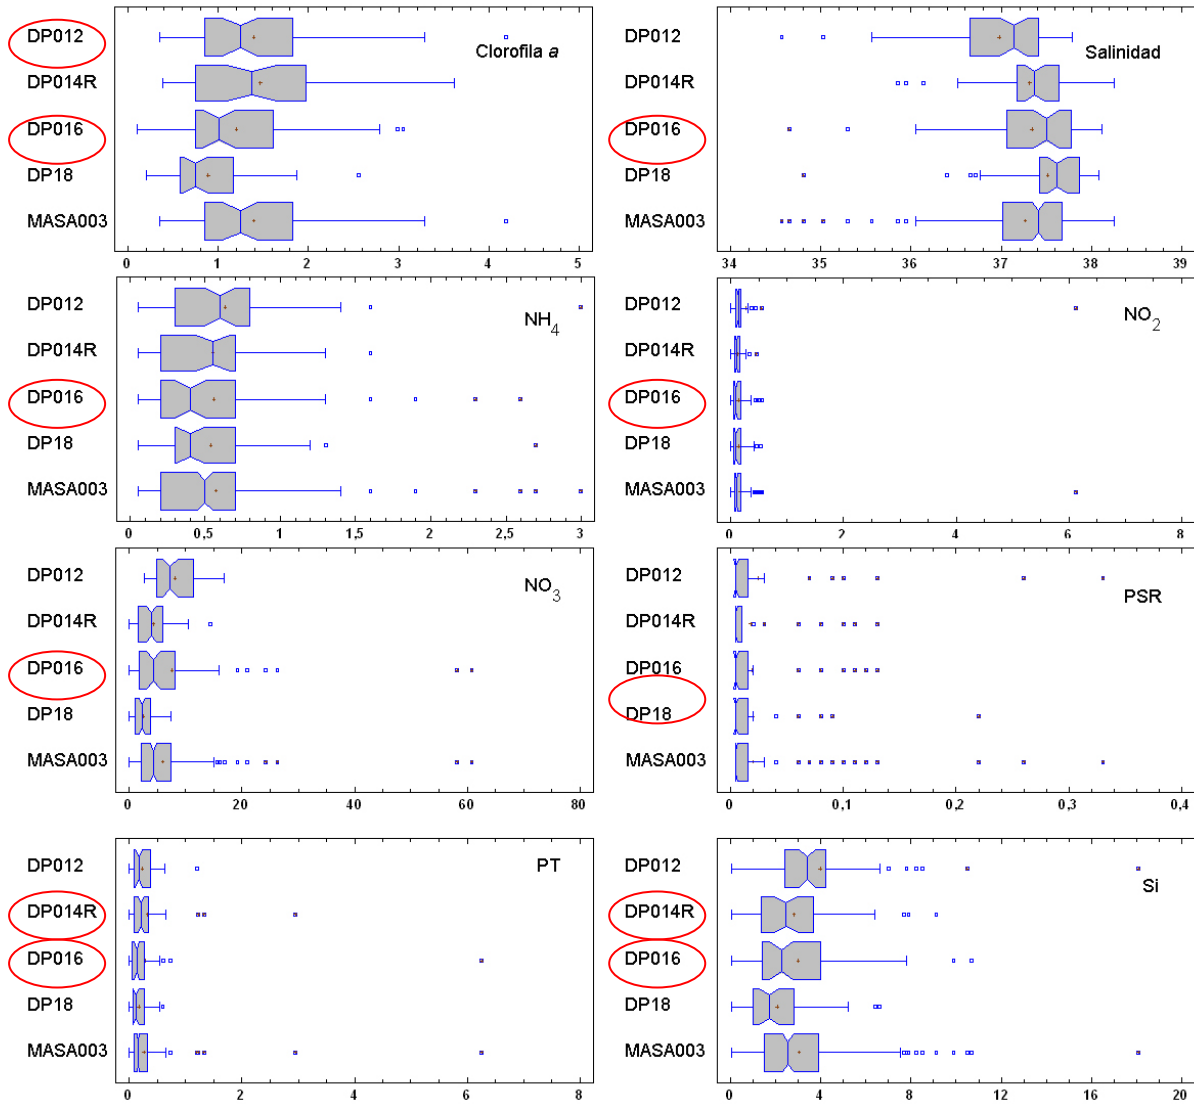 DP012
DP014R
DP016
DP18
MASA003
Clorofila a
0 1 2 3 4 5
DP012
DP014R
DP016
DP18
MASA003
Salinidad
34 35 36 37 38 39
DP012
DP014R
DP016
DP18
MASA003
NH4
0 0,5 1 1,5 2 2,5 3
DP012
DP014R
DP016
DP18
MASA003
NO2
0 2 4 6 8
DP012
DP014R
DP016
DP18
MASA003
NO3
0 20 40 60 80
DP012
DP014R
DP016
DP18
MASA003
PSR
0 0,1 0,2 0,3 0,4
DP012
DP014R
DP016
DP18
MASA003
PT
0 2 4 6 8
DP012
DP014R
DP016
DP18
MASA003
Si
0 4 8 12 16 20